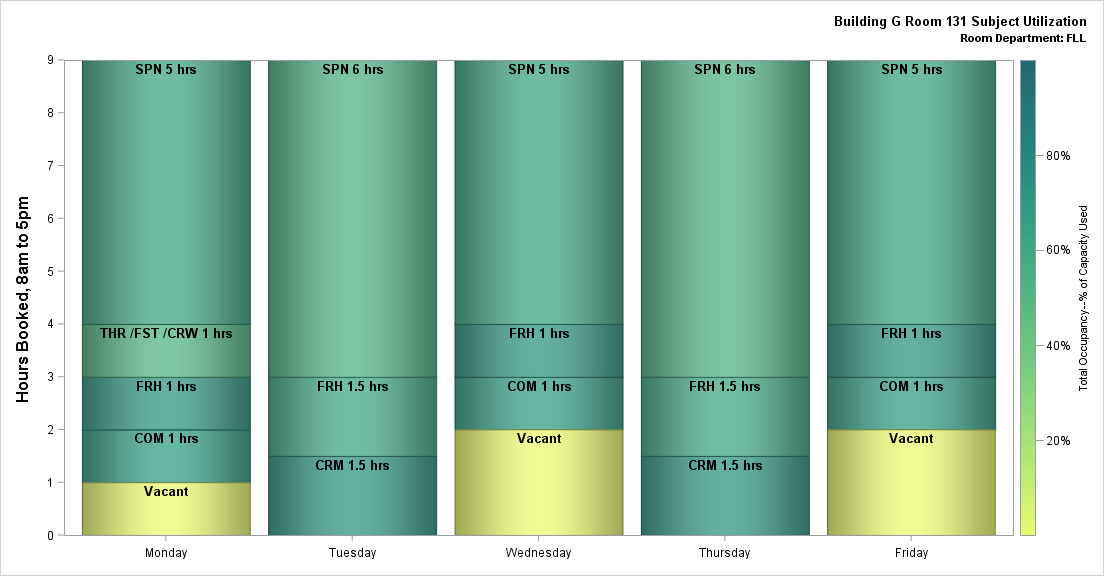 Building G Room 131 Subject Utilization
Room Department: FLL
Hours Booked, 8am to 5pm
9
8
7
6
5
4
3
2
1
0
SPN 5 hrs
THR /FST /CRW 1 hrs
FRH 1 hrs
COM 1 hrs
Vacant
Monday
SPN 6 hrs
FRH 1.5 hrs
CRM 1.5 hrs
Tuesday
SPN 5 hrs
FRH 1 hrs
COM 1 hrs
Vacant
Wednesday
SPN 6 hrs
FRH 1.5 hrs
CRM 1.5 hrs
Thursday
SPN 5 hrs
FRH 1 hrs
COM 1 hrs
Vacant
Friday
80%
60%
40%
20%
Total Occupancy--% of Capacity Used